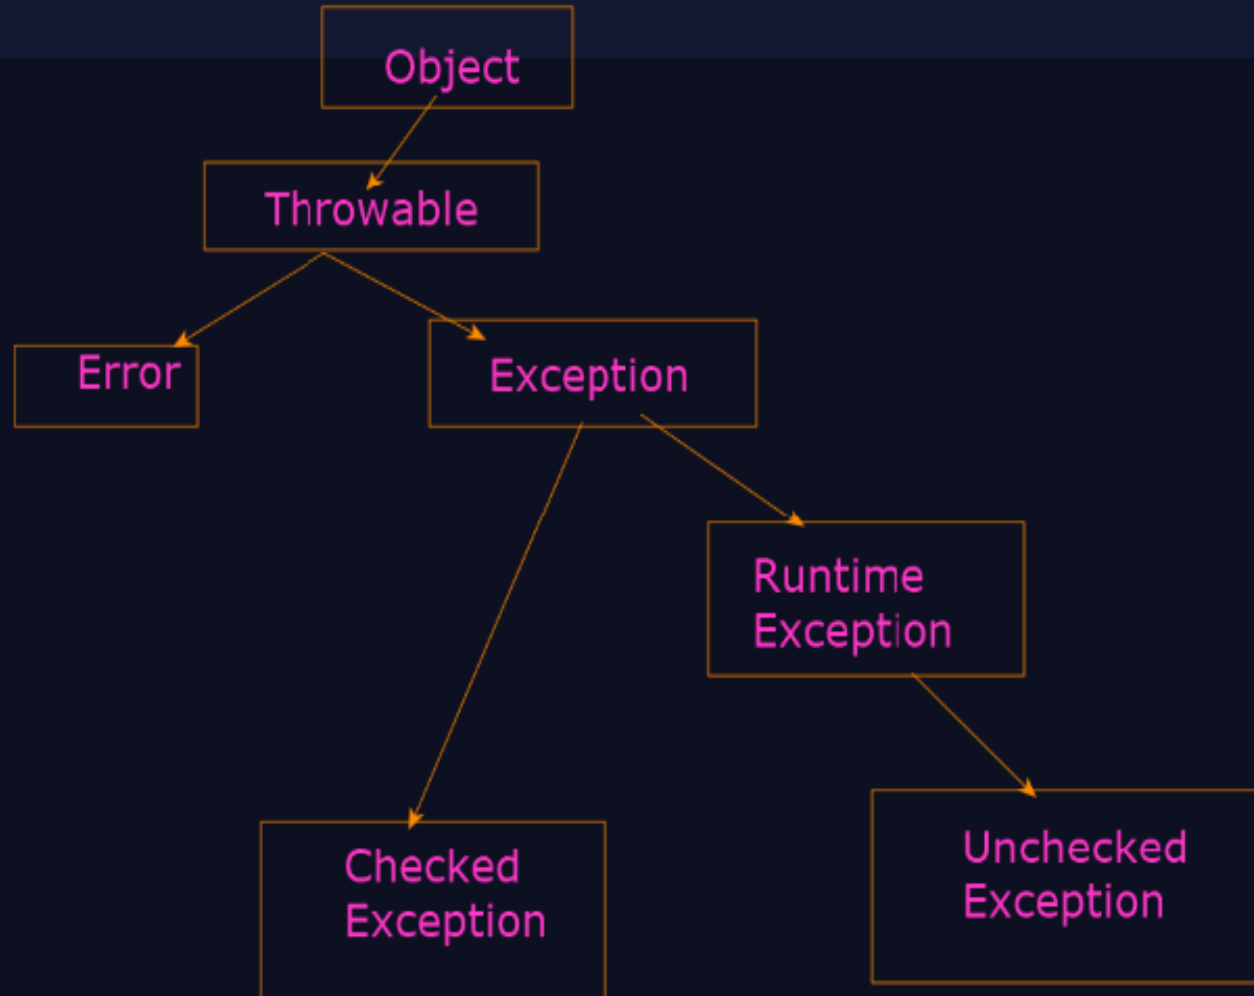 Object
Throwable
Error
Exception
Runtime
Exception
Checked
Exception
Unchecked
Exception